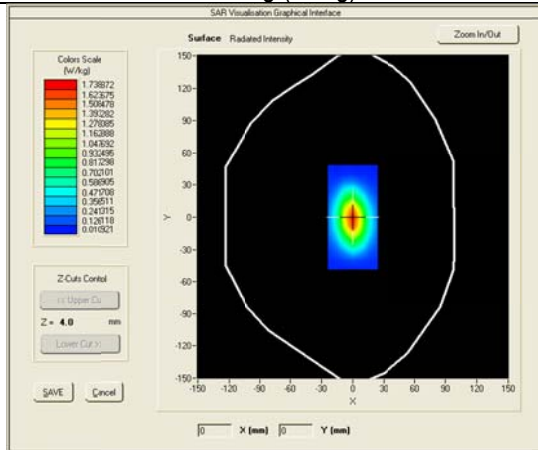 SAR Visualisation Graphical Interface
Surface Radiated Intensity
Zoom In/Out
Colors Scale
(W/kg)
1.738872
1.623675
1.508478
1.393282
1.278085
1.162888
1.047692
0.932495
0.817298
0.702101
0.586905
0.471708
0.356511
0.241315
0.126118
0.010921
150
120
90
60
30
0
-30
-60
-90
-120
-150
Y
-150 -120 -90 -60 -30 0 30 60 90 120 150
X
Z-Cuts Control
<< Upper Cu
Z = 4.0 mm
Lower Cut >>
SAVE Cancel
0 X (mm) 0 Y (mm)